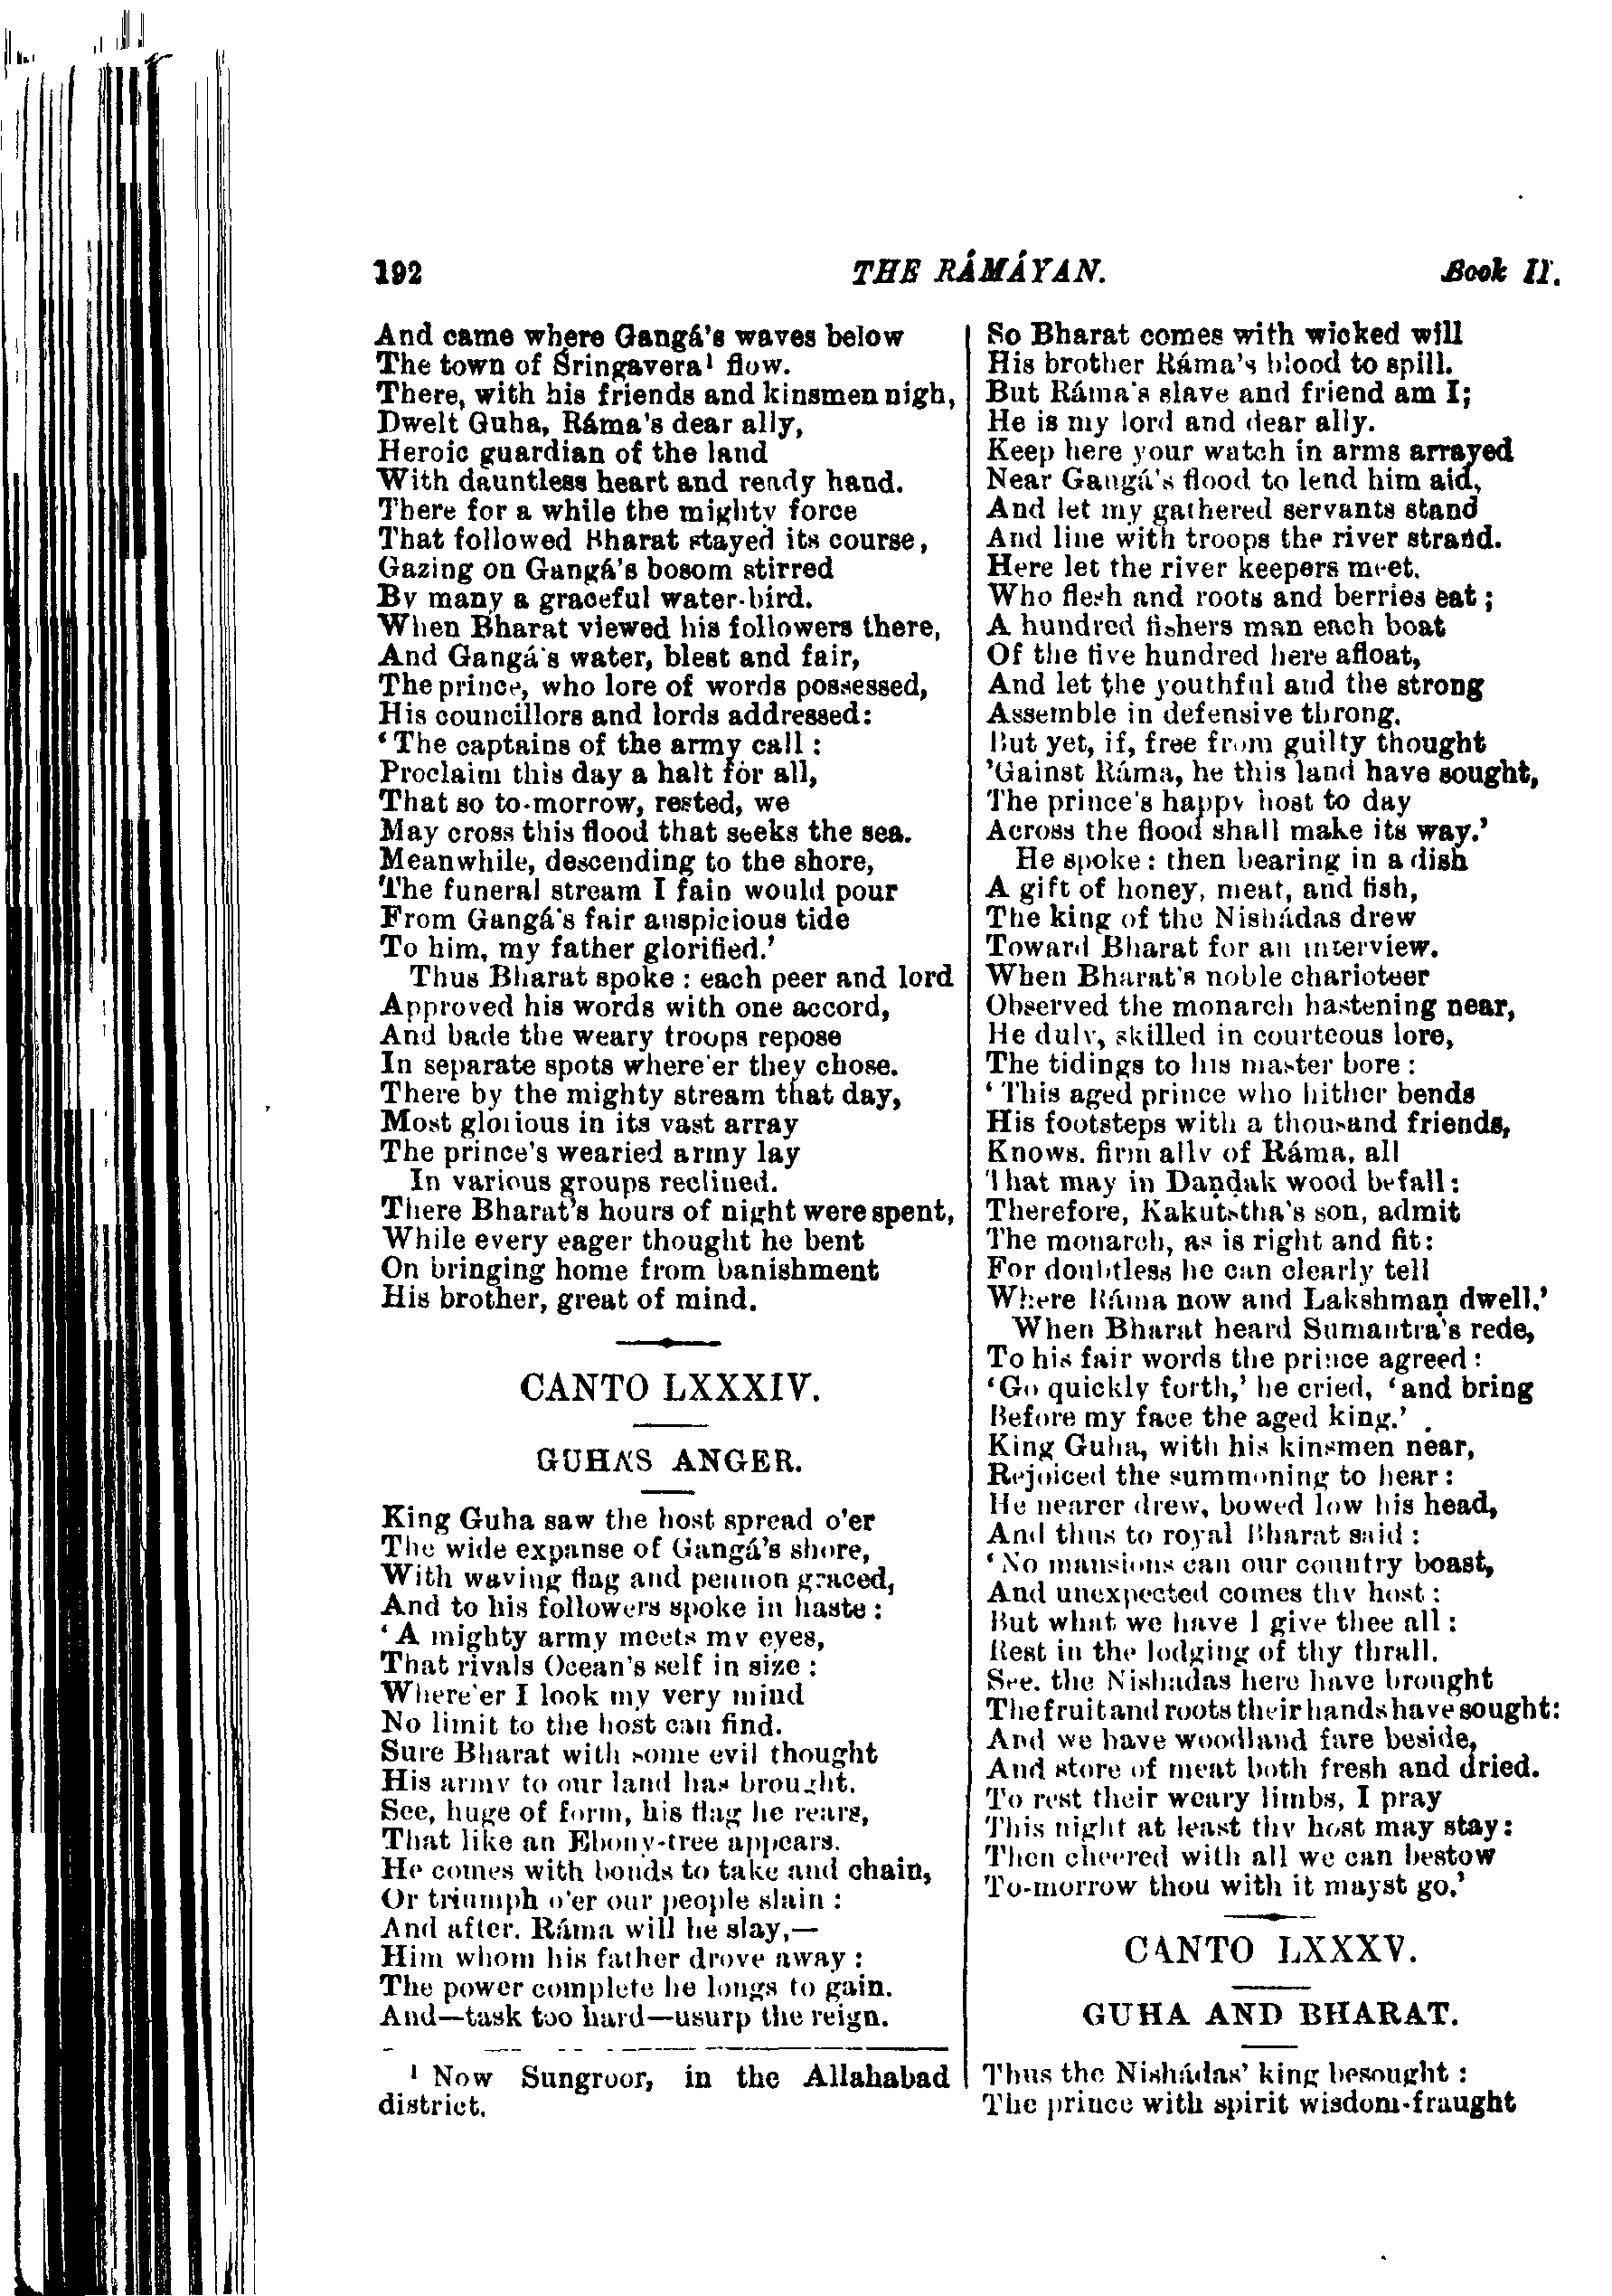 192 THE RÁMÁYAN. Book II.
And came where Gangá's waves below
The town of Śringavera¹ flow.
There, with his friends and kinsmen nigh,
Dwelt Guha, Ráma's dear ally,
Heroic guardian of the land
With dauntless heart and ready hand.
There for a while the mighty force
That followed Bharat stayed its course,
Gazing on Gangá's bosom stirred
By many a graceful water-bird.
When Bharat viewed his followers there,
And Gangá's water, blest and fair,
The prince, who lore of words possessed,
His councillors and lords addressed:
‘The captains of the army call:
Proclaim this day a halt for all,
That so to-morrow, rested, we
May cross this flood that seeks the sea.
Meanwhile, descending to the shore,
The funeral stream I fain would pour
From Gangá's fair auspicious tide
To him, my father glorified.’
Thus Bharat spoke: each peer and lord
Approved his words with one accord,
And bade the weary troops repose
In separate spots where'er they chose.
There by the mighty stream that day,
Most glorious in its vast array
The prince's wearied army lay
In various groups reclined.
There Bharat's hours of night were spent,
While every eager thought he bent
On bringing home from banishment
His brother, great of mind.
CANTO LXXXIV.
GUHA'S ANGER.
King Guha saw the host spread o'er
The wide expanse of Gangá's shore,
With waving flag and pennon graced,
And to his followers spoke in haste:
‘A mighty army meets my eyes,
That rivals Ocean's self in size:
Where'er I look my very mind
No limit to the host can find.
Sure Bharat with some evil thought
His army to our land has brought.
See, huge of form, his flag he rears,
That like an Ebony-tree appears.
He comes with bonds to take and chain,
Or triumph o'er our people slain:
And after, Ráma will he slay,—
Him whom his father drove away:
The power complete he longs to gain.
And—task too hard—usurp the reign.
¹ Now Sungroor, in the Allahabad
district.
So Bharat comes with wicked will
His brother Ráma's blood to spill.
But Ráma's slave and friend am I;
He is my lord and dear ally.
Keep here your watch in arms arrayed
Near Gangá's flood to lend him aid,
And let my gathered servants stand
And line with troops the river strand.
Here let the river keepers meet,
Who flesh and roots and berries eat;
A hundred fishers man each boat
Of the five hundred here afloat,
And let the youthful and the strong
Assemble in defensive throng.
But yet, if, free from guilty thought
'Gainst Ráma, he this land have sought,
The prince's happy host to day
Across the flood shall make its way.’
He spoke: then bearing in a dish
A gift of honey, meat, and fish,
The king of the Nishádas drew
Toward Bharat for an interview.
When Bharat's noble charioteer
Observed the monarch hastening near,
He duly, skilled in courteous lore,
The tidings to his master bore:
‘This aged prince who hither bends
His footsteps with a thousand friends,
Knows, firm ally of Ráma, all
That may in Daṇḍak wood befall:
Therefore, Kakutstha's son, admit
The monarch, as is right and fit:
For doubtless he can clearly tell
Where Ráma now and Lakshmaṇ dwell.’
When Bharat heard Sumantra's rede,
To his fair words the prince agreed:
‘Go quickly forth,’ he cried, ‘and bring
Before my face the aged king.’
King Guha, with his kinsmen near,
Rejoiced the summoning to hear:
He nearer drew, bowed low his head,
And thus to royal Bharat said:
‘No mansions can our country boast,
And unexpected comes thy host:
But what we have I give thee all:
Rest in the lodging of thy thrall.
See, the Nishadas here have brought
The fruit and roots their hands have sought:
And we have woodland fare beside,
And store of meat both fresh and dried.
To rest their weary limbs, I pray
This night at least thy host may stay:
Then cheered with all we can bestow
To-morrow thou with it mayst go.’
CANTO LXXXV.
GUHA AND BHARAT.
Thus the Nishádas' king besought:
The prince with spirit wisdom-fraught